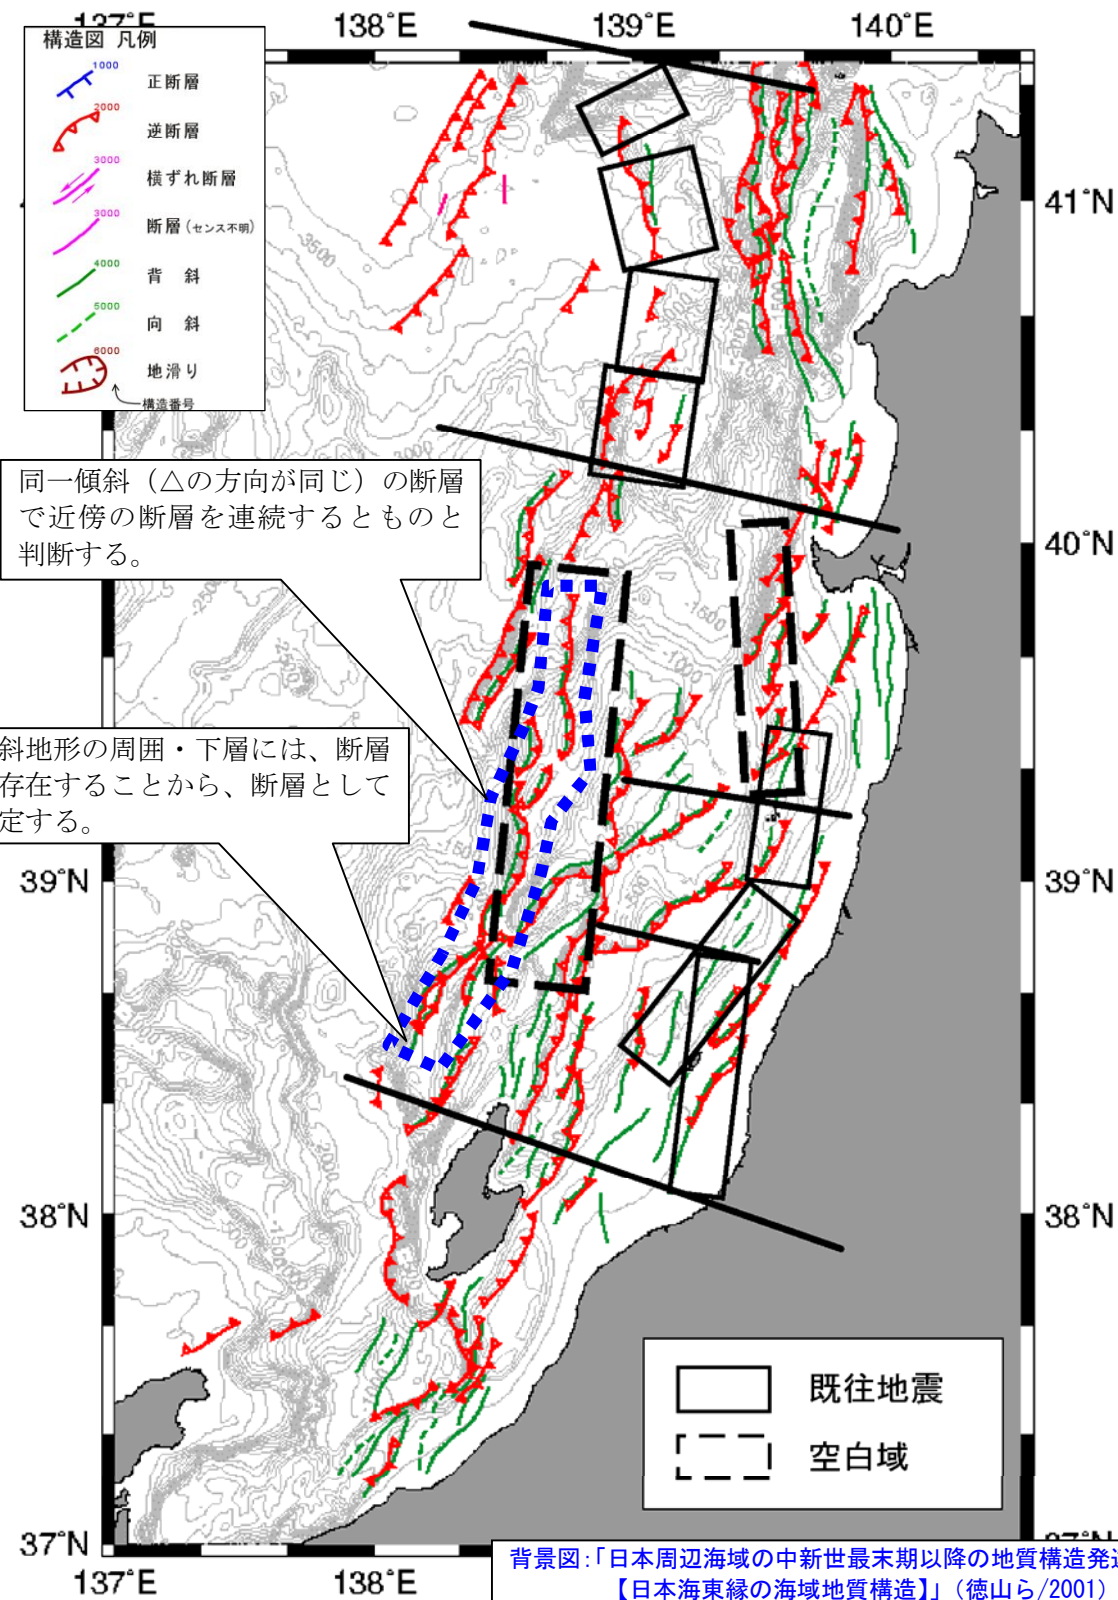 137°E
138°E
139°E
140°E
構造図 凡例
1000
正断層
2000
逆断層
3000
横ずれ断層
3000
断層(センス不明)
4000
背 斜
5000
向 斜
6000
地滑り
構造番号
41°N
3500
同一傾斜(△の方向が同じ)の断層
で近傍の断層を連続するとものと
判断する。
40°N
1500
1000
斜地形の周囲・下層には、断層
存在することから、断層として
定する。
39°N
39°N
38°N
38°N
既往地震
空白域
37°N
37°N
137°E
138°E
背景図:「日本周辺海域の中新世最末期以降の地質構造発達
【日本海東縁の海域地質構造】」(徳山ら/2001)